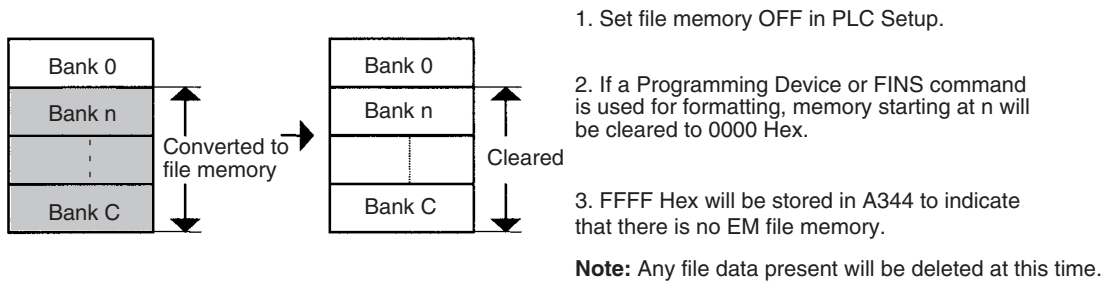 Bank 0
Bank n
Bank C
Converted to
file memory
Bank 0
Bank n
Bank C
Cleared
1. Set file memory OFF in PLC Setup.
2. If a Programming Device or FINS command
is used for formatting, memory starting at n will
be cleared to 0000 Hex.
3. FFFF Hex will be stored in A344 to indicate
that there is no EM file memory.
Note: Any file data present will be deleted at this time.